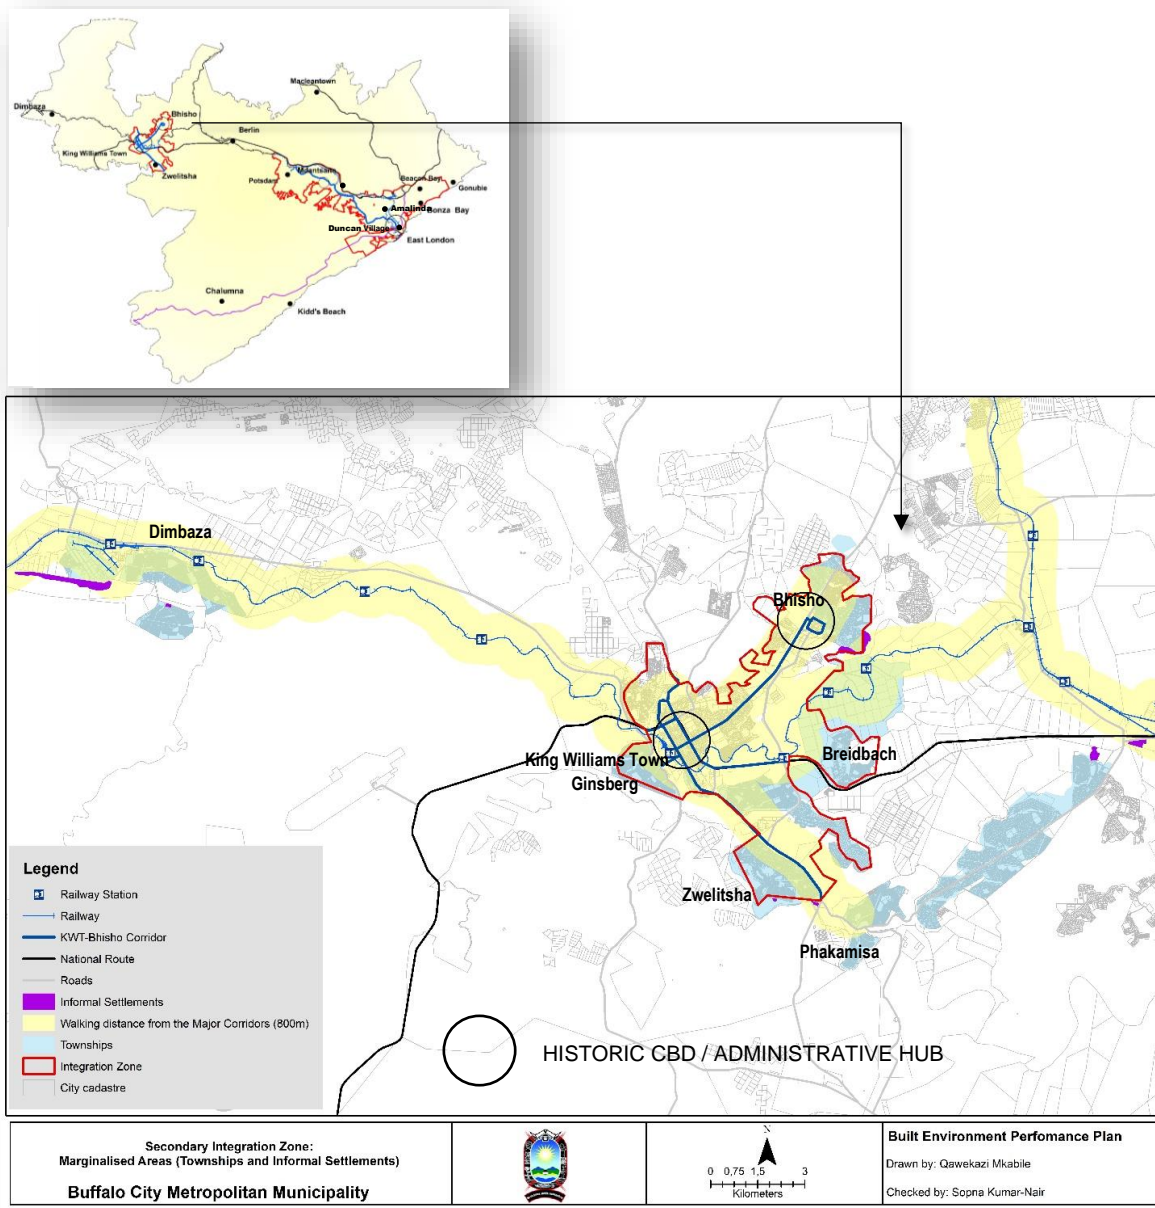 Macleantown
Dimbaza
Bhisho
Berlin
King Williams Town
Zwelitsha
Potsdam
Mdantsane
Beacon Bay
Gonubie
Amalinda
Bonza Bay
Duncan Village
East London
Chalumna
Kidd's Beach
Dimbaza
Bhisho
King Williams Town
Ginsberg
Breidbach
Zwelitsha
Phakamisa
Legend
Railway Station
Railway
KWT-Bhisho Corridor
National Route
Roads
Informal Settlements
Walking distance from the Major Corridors (800m)
Townships
Integration Zone
City cadastre
HISTORIC CBD / ADMINISTRATIVE HUB
Secondary Integration Zone:
Marginalised Areas (Townships and Informal Settlements)
Buffalo City Metropolitan Municipality
N
0 0,75 1,5 3
Kilometers
Built Environment Perfomance Plan
Drawn by: Qawekazi Mkabile
Checked by: Sopna Kumar-Nair